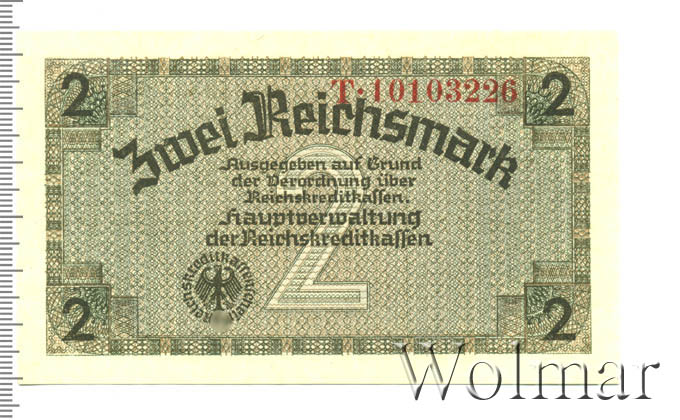 2 2
T·10103226
Zwei Reichsmark
Ausgegeben auf Grund
der Verordnung über
Reichskreditkassen.
Hauptverwaltung
der Reichskreditkassen
2
2 2
Wolmar